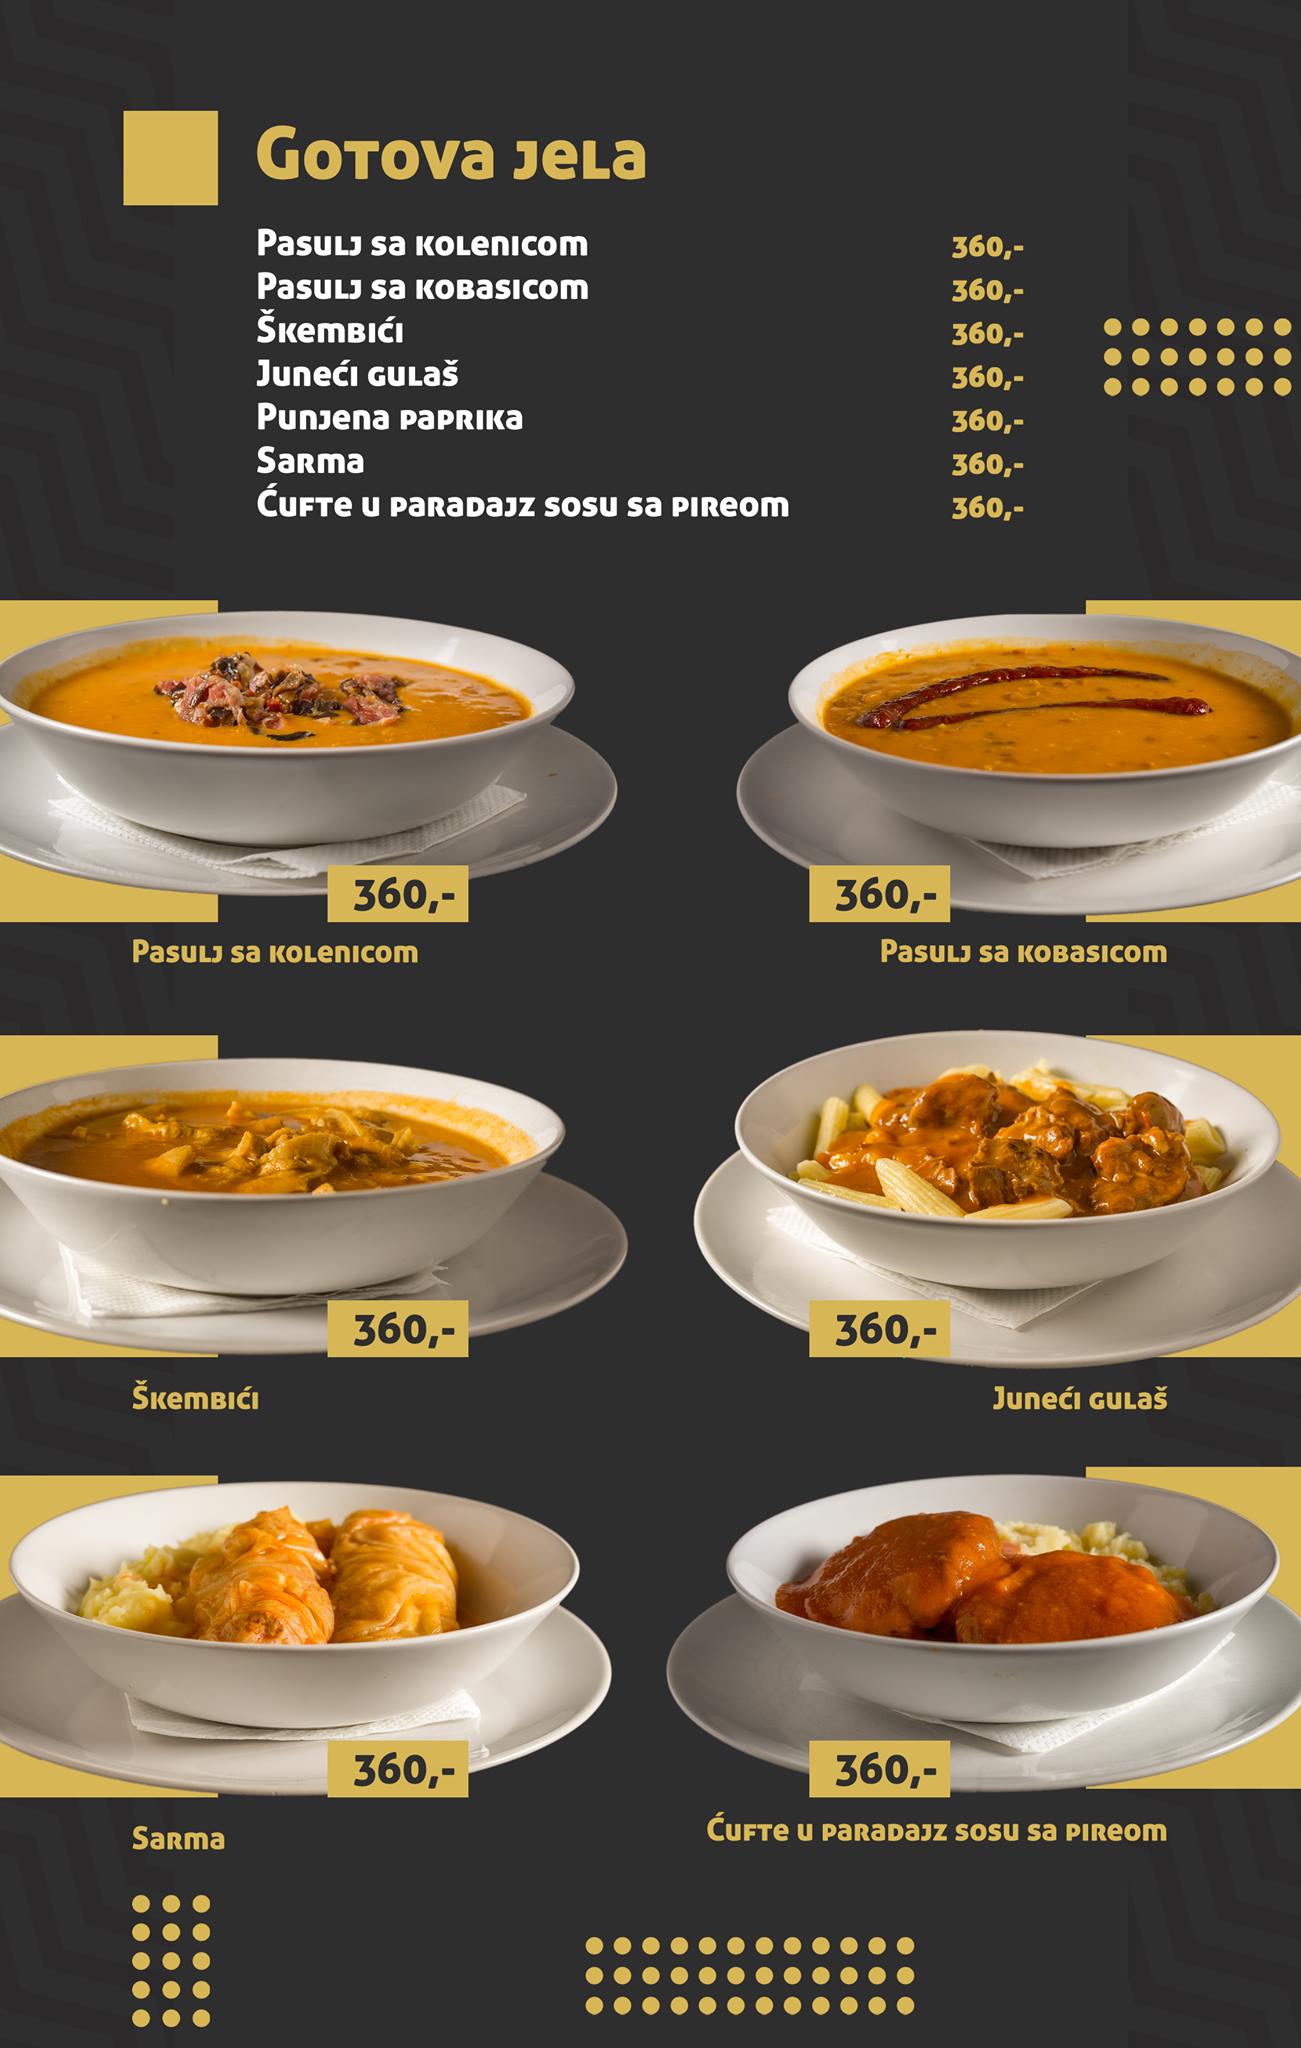 Gotova jela
Pasulj sa kolenicom 360,-
Pasulj sa kobasicom 360,-
Škembići 360,-
Juneći gulaš 360,-
Punjena paprika 360,-
Sarma 360,-
Ćufte u paradajz sosu sa pireom 360,-
360,-
Pasulj sa kolenicom
360,-
Pasulj sa kobasicom
360,-
Škembići
360,-
Juneći gulaš
360,-
Sarma
360,-
Ćufte u paradajz sosu sa pireom